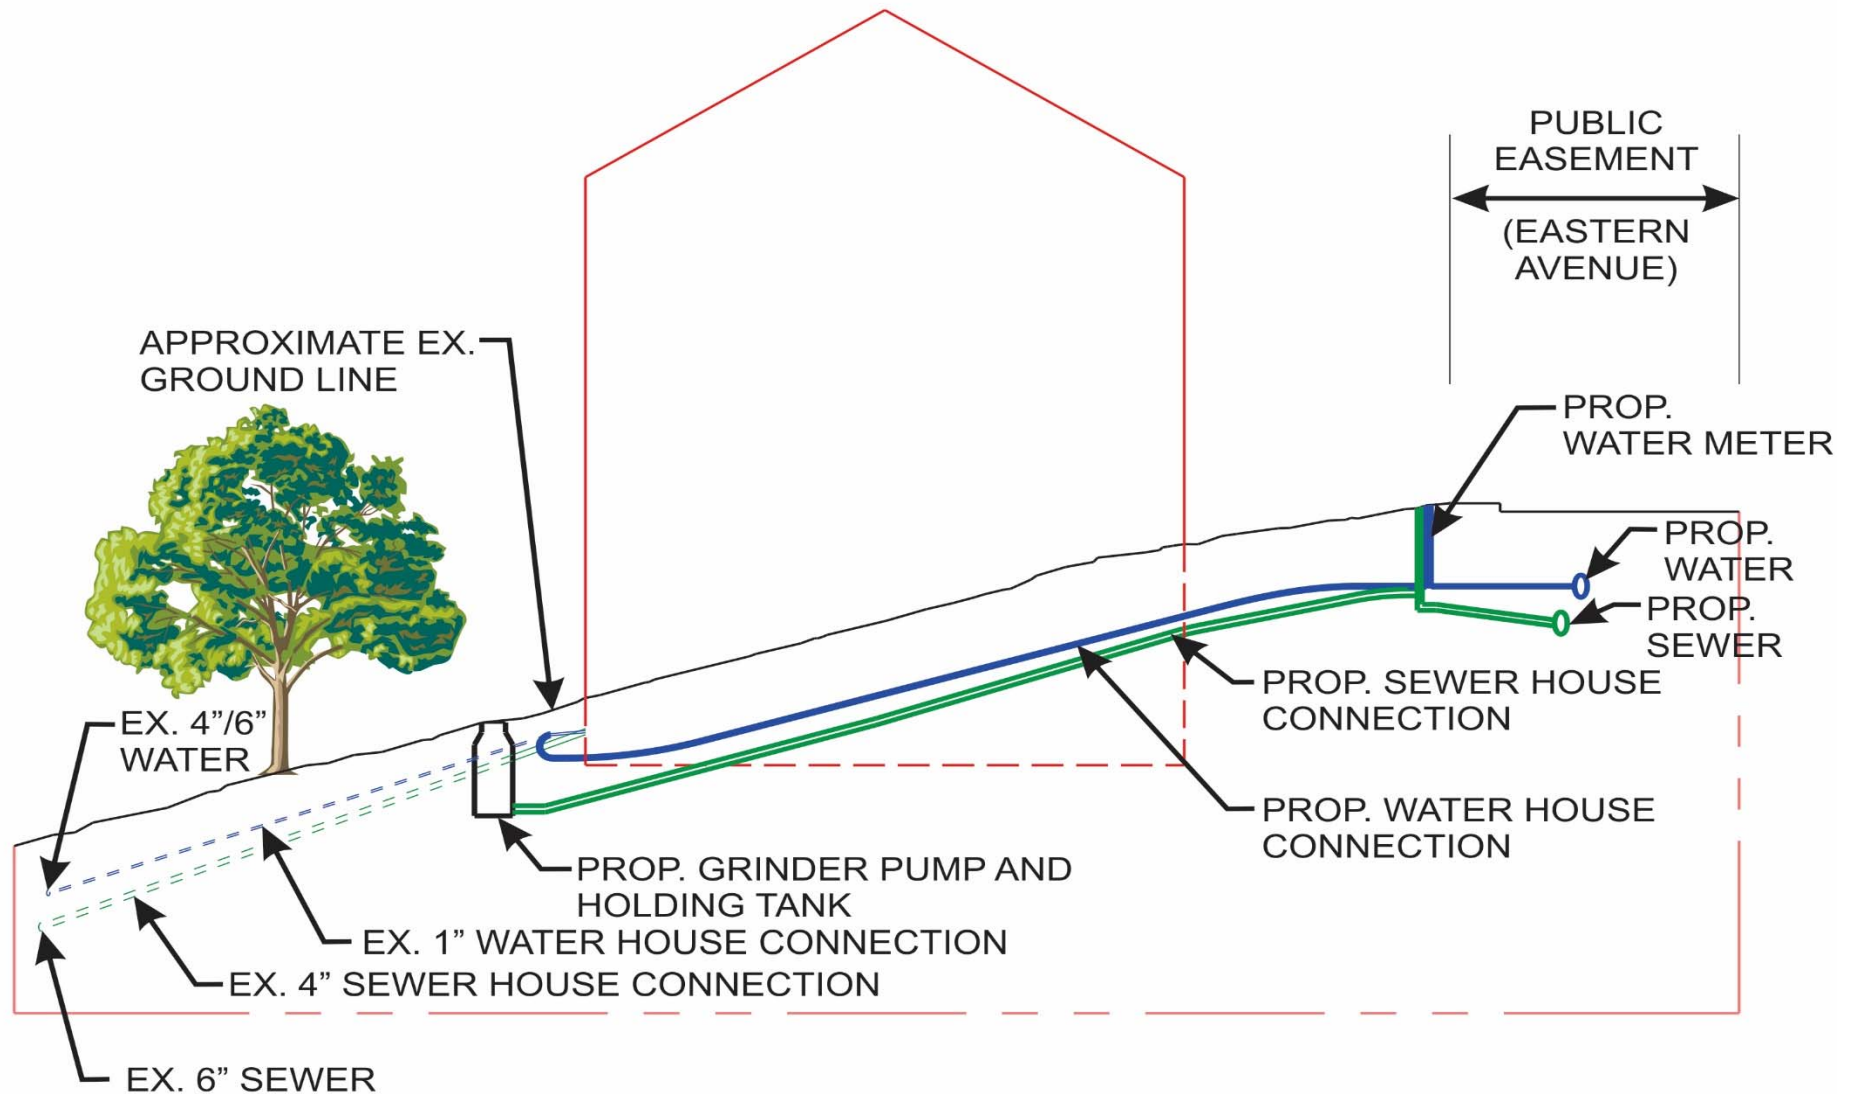 PUBLIC
EASEMENT
(EASTERN
AVENUE)
APPROXIMATE EX.
GROUND LINE
PROP.
WATER METER
PROP.
WATER
PROP.
SEWER
PROP. SEWER HOUSE
CONNECTION
EX. 4”/6”
WATER
PROP. WATER HOUSE
CONNECTION
PROP. GRINDER PUMP AND
HOLDING TANK
EX. 1” WATER HOUSE CONNECTION
EX. 4” SEWER HOUSE CONNECTION
EX. 6” SEWER